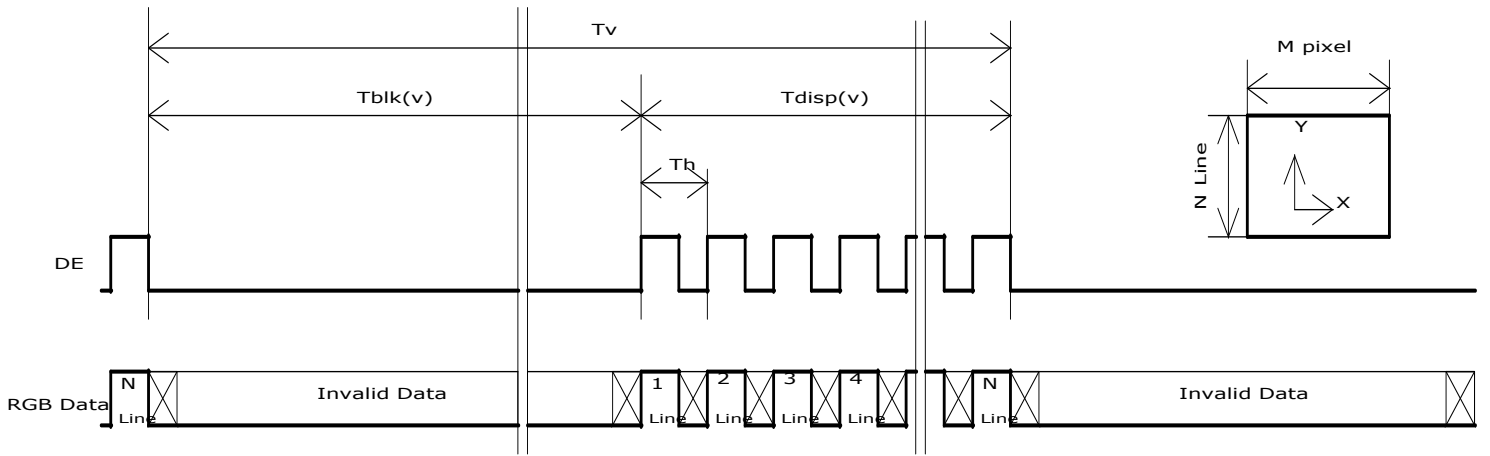 Tv
M pixel
Tblk(v)
Tdisp(v)
Y
N Line
Th
X
DE
RGB Data
N
Line
Invalid Data
1
Line
2
Line
3
Line
4
Line
N
Line
Invalid Data